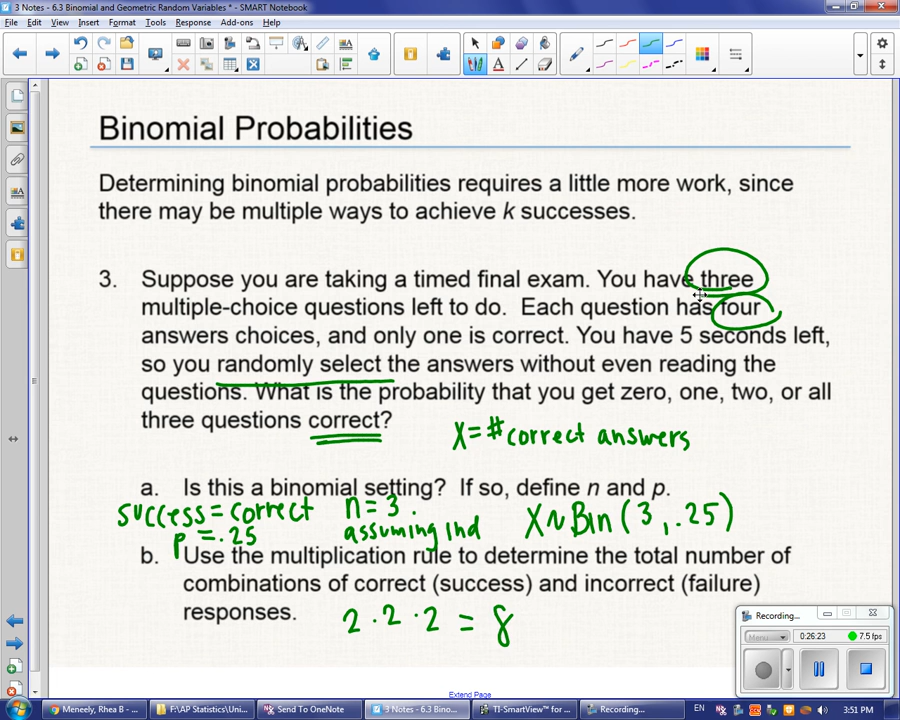 3 Notes - 6.3 Binomial and Geometric Random Variables * - SMART Notebook
File Edit View Insert Format Tools Response Add-ons Help
Binomial Probabilities
Determining binomial probabilities requires a little more work, since
there may be multiple ways to achieve k successes.
3. Suppose you are taking a timed final exam. You have three
multiple-choice questions left to do. Each question has four
answers choices, and only one is correct. You have 5 seconds left,
so you randomly select the answers without even reading the
questions. What is the probability that you get zero, one, two, or all
three questions correct?
X = # correct answers
a. Is this a binomial setting? If so, define n and p.
success = correct n = 3 .
p = .25 assuming ind X ~ Bin (3, .25)
b. Use the multiplication rule to determine the total number of
combinations of correct (success) and incorrect (failure)
responses. 2 · 2 · 2 = 8
Recording...
Menu 0:26:23 7.5 fps
Extend Page
Meneely, Rhea B - ... F:\AP Statistics\Uni... Send To OneNote 3 Notes - 6.3 Bino... TI-SmartView™ for ... Recording... EN 3:51 PM